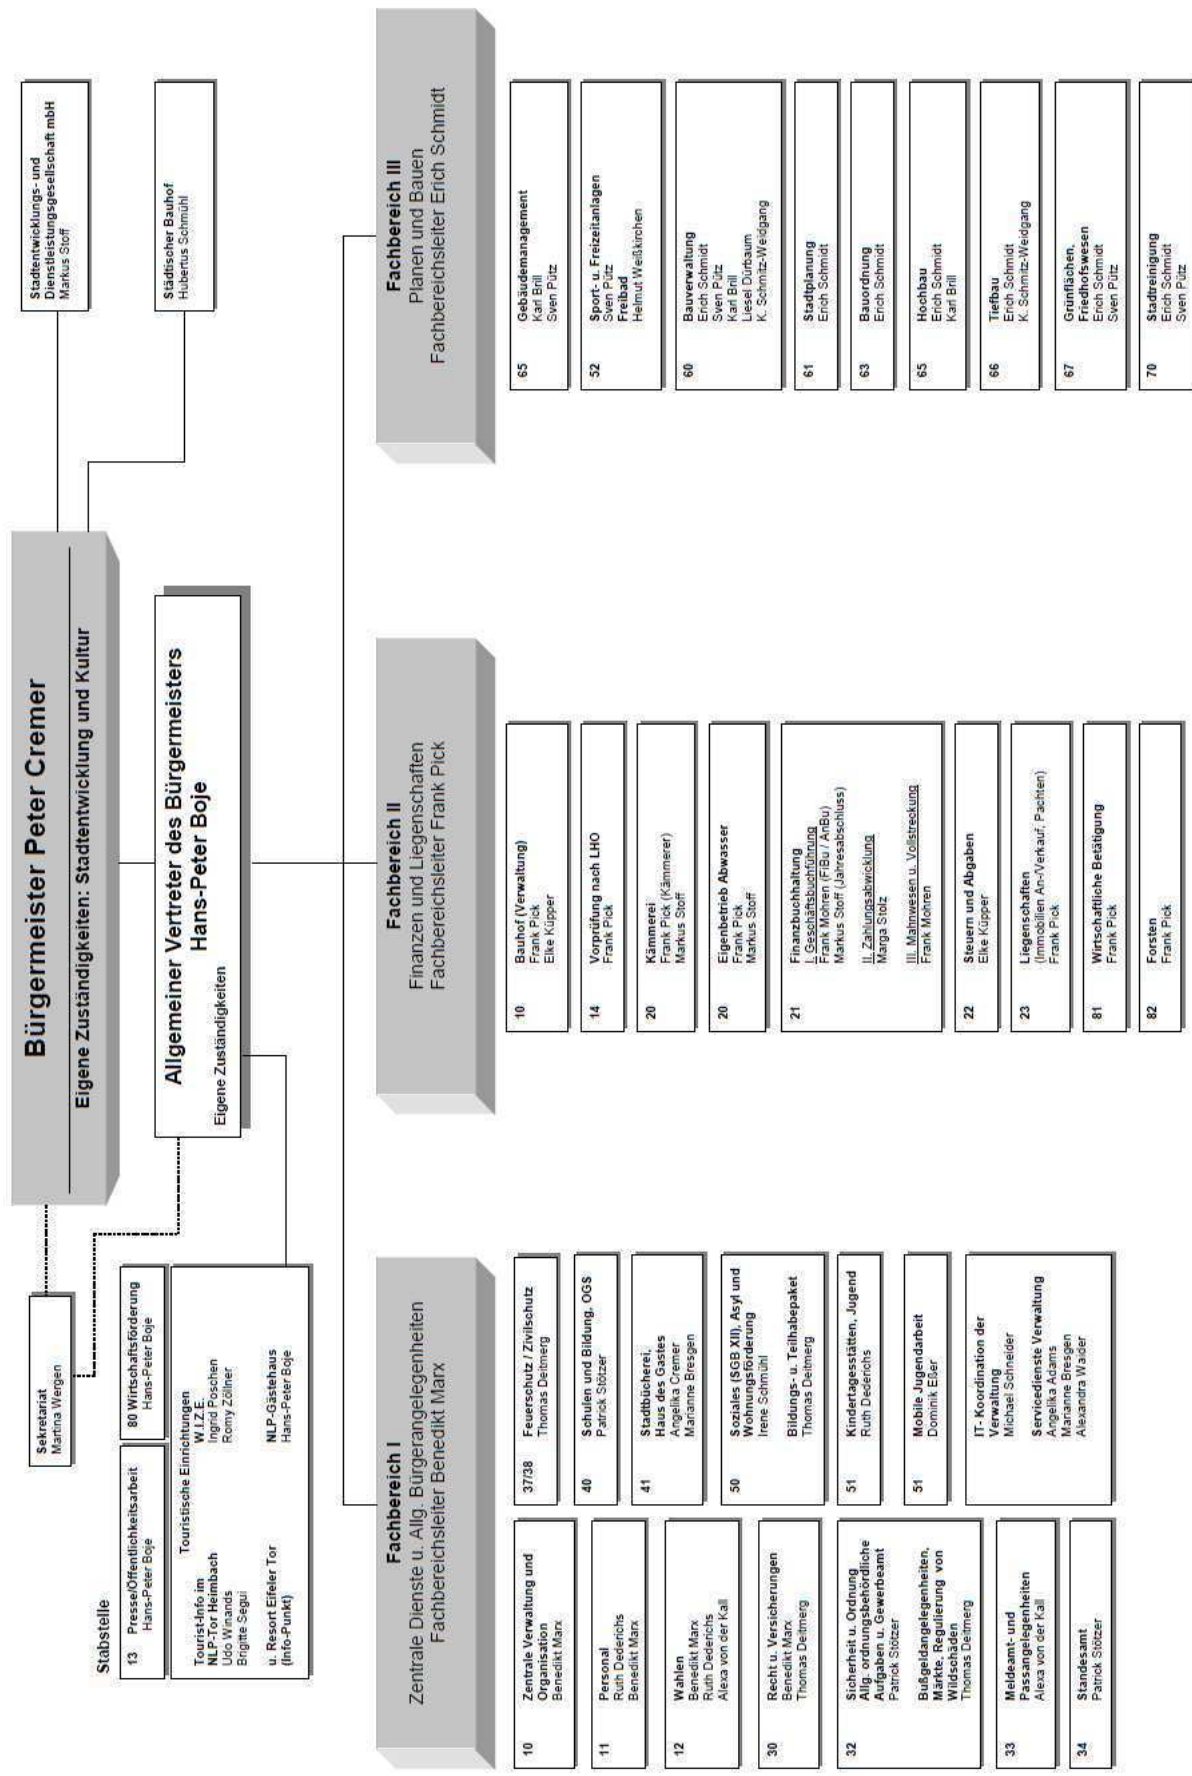 Bürgermeister Peter Cremer
Eigene Zuständigkeiten: Stadtentwicklung und Kultur
Sekretariat
Martina Wergen
Stadtentwicklungs- und
Dienstleistungsgesellschaft mbH
Markus Stoff
Städtischer Bauhof
Hubertus Schmühl
Allgemeiner Vertreter des Bürgermeisters
Hans-Peter Boje
Eigene Zuständigkeiten
Stabstelle
13 Presse/Öffentlichkeitsarbeit
Hans-Peter Boje
80 Wirtschaftsförderung
Hans-Peter Boje
Touristische Einrichtungen
Tourist-Info im
NLP-Tor Heimbach
Udo Winands
Brigitte Segui
u. Resort Eifeler Tor
(Info-Punkt)
W.I.Z.E.
Ingrid Poschen
Romy Zöllner
NLP-Gästehaus
Hans-Peter Boje
Fachbereich I
Zentrale Dienste u. Allg. Bürgerangelegenheiten
Fachbereichsleiter Benedikt Marx
10 Zentrale Verwaltung und
Organisation
Benedikt Marx
11 Personal
Ruth Dederichs
Benedikt Marx
12 Wahlen
Benedikt Marx
Ruth Dederichs
Alexa von der Kall
30 Recht u. Versicherungen
Benedikt Marx
Thomas Deitmerg
32 Sicherheit u. Ordnung
Allg. ordnungsbehördliche
Aufgaben u. Gewerbeamt
Patrick Stötzer
Bußgeldangelegenheiten,
Märkte, Regulierung von
Wildschäden
Thomas Deitmerg
33 Meldeamt- und
Passangelegenheiten
Alexa von der Kall
34 Standesamt
Patrick Stötzer
37/38 Feuerschutz / Zivilschutz
Thomas Deitmerg
40 Schulen und Bildung, OGS
Patrick Stötzer
41 Stadtbücherei,
Haus des Gastes
Angelika Cremer
Marianne Bresgen
50 Soziales (SGB XII), Asyl und
Wohnungsförderung
Irene Schmühl
Bildungs- u. Teilhabepaket
Thomas Deitmerg
51 Kindertagesstätten, Jugend
Ruth Dederichs
51 Mobile Jugendarbeit
Dominik Eßer
IT- Koordination der
Verwaltung
Michael Schneider
Servicedienste Verwaltung
Angelika Adams
Marianne Bresgen
Alexandra Waider
Fachbereich II
Finanzen und Liegenschaften
Fachbereichsleiter Frank Pick
10 Bauhof (Verwaltung)
Frank Pick
Elke Küpper
14 Vorprüfung nach LHO
Frank Pick
20 Kämmerei
Frank Pick (Kämmerer)
Markus Stoff
20 Eigenbetrieb Abwasser
Frank Pick
Markus Stoff
21 Finanzbuchhaltung
I. Geschäftsbuchführung
Frank Mohren (FiBu / AnBu)
Markus Stoff (Jahresabschluss)
II. Zahlungsabwicklung
Marga Stolz
III. Mahnwesen u. Vollstreckung
Frank Mohren
22 Steuern und Abgaben
Elke Küpper
23 Liegenschaften
(Immobilien An-/Verkauf, Pachten)
Frank Pick
81 Wirtschaftliche Betätigung
Frank Pick
82 Forsten
Frank Pick
Fachbereich III
Planen und Bauen
Fachbereichsleiter Erich Schmidt
65 Gebäudemanagement
Karl Brill
Sven Pütz
52 Sport- u. Freizeitanlagen
Sven Pütz
Freibad
Helmut Weißkirchen
60 Bauverwaltung
Erich Schmidt
Sven Pütz
Karl Brill
Liesel Dürbaum
K. Schmitz-Weidgang
61 Stadtplanung
Erich Schmidt
63 Bauordnung
Erich Schmidt
65 Hochbau
Erich Schmidt
Karl Brill
66 Tiefbau
Erich Schmidt
K. Schmitz-Weidgang
67 Grünflächen,
Friedhofswesen
Erich Schmidt
Sven Pütz
70 Stadtreinigung
Erich Schmidt
Sven Pütz